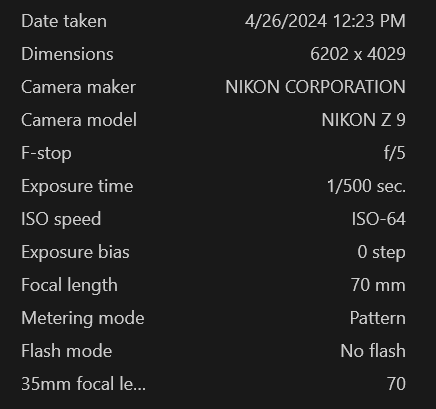 Date taken 4/26/2024 12:23 PM
Dimensions 6202 x 4029
Camera maker NIKON CORPORATION
Camera model NIKON Z 9
F-stop f/5
Exposure time 1/500 sec.
ISO speed ISO-64
Exposure bias 0 step
Focal length 70 mm
Metering mode Pattern
Flash mode No flash
35mm focal le... 70